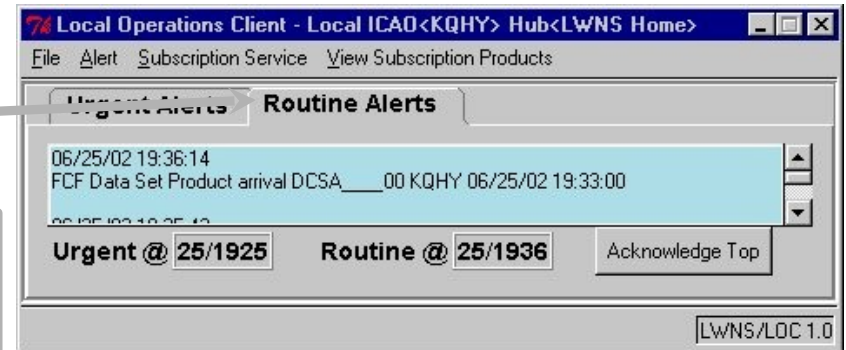 Local Operations Client - Local ICAO<KQHY> Hub<LWNS Home>
File Alert Subscription Service View Subscription Products
Urgent Alerts Routine Alerts
06/25/02 19:36:14
FCF Data Set Product arrival DCSA____00 KQHY 06/25/02 19:33:00
Urgent @ 25/1925 Routine @ 25/1936 Acknowledge Top
LWNS/LOC 1.0